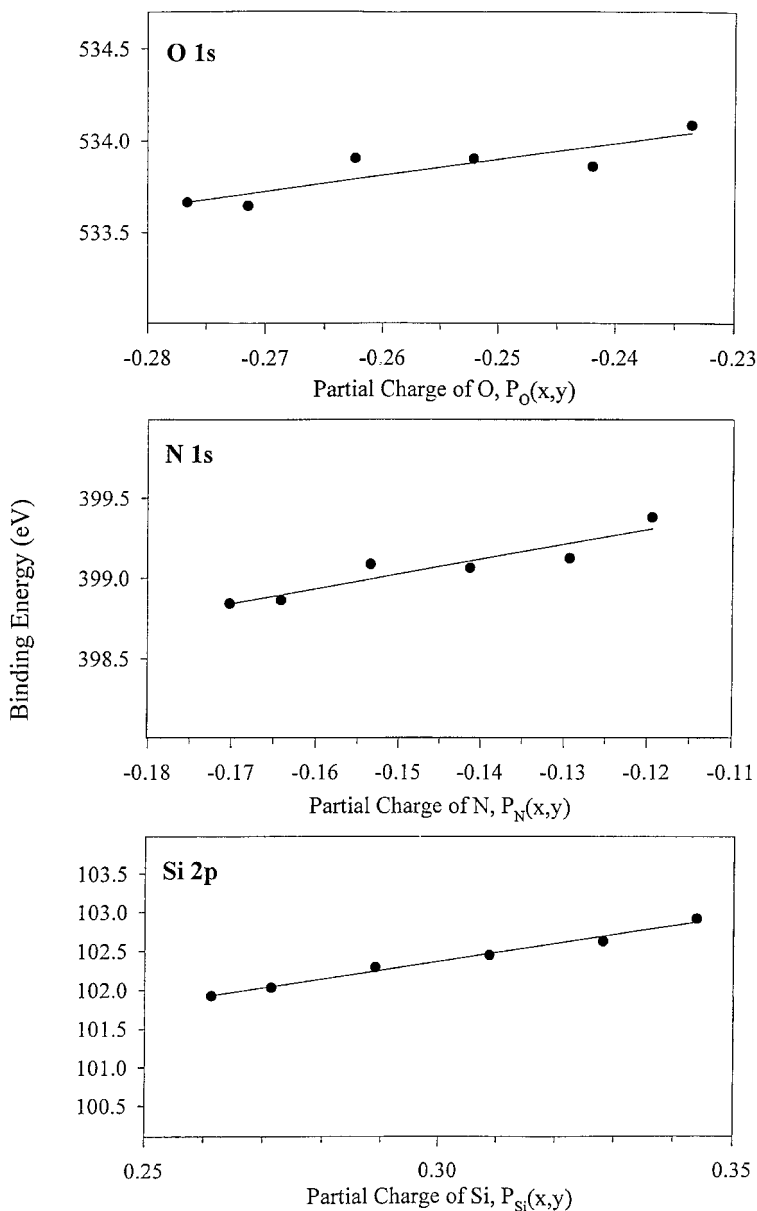 O 1s
534.5
534.0
533.5
-0.28 -0.27 -0.26 -0.25 -0.24 -0.23
Partial Charge of O, P_O(x,y)
N 1s
399.5
399.0
398.5
-0.18 -0.17 -0.16 -0.15 -0.14 -0.13 -0.12 -0.11
Partial Charge of N, P_N(x,y)
Binding Energy (eV)
Si 2p
103.5
103.0
102.5
102.0
101.5
101.0
100.5
0.25 0.30 0.35
Partial Charge of Si, P_Si(x,y)